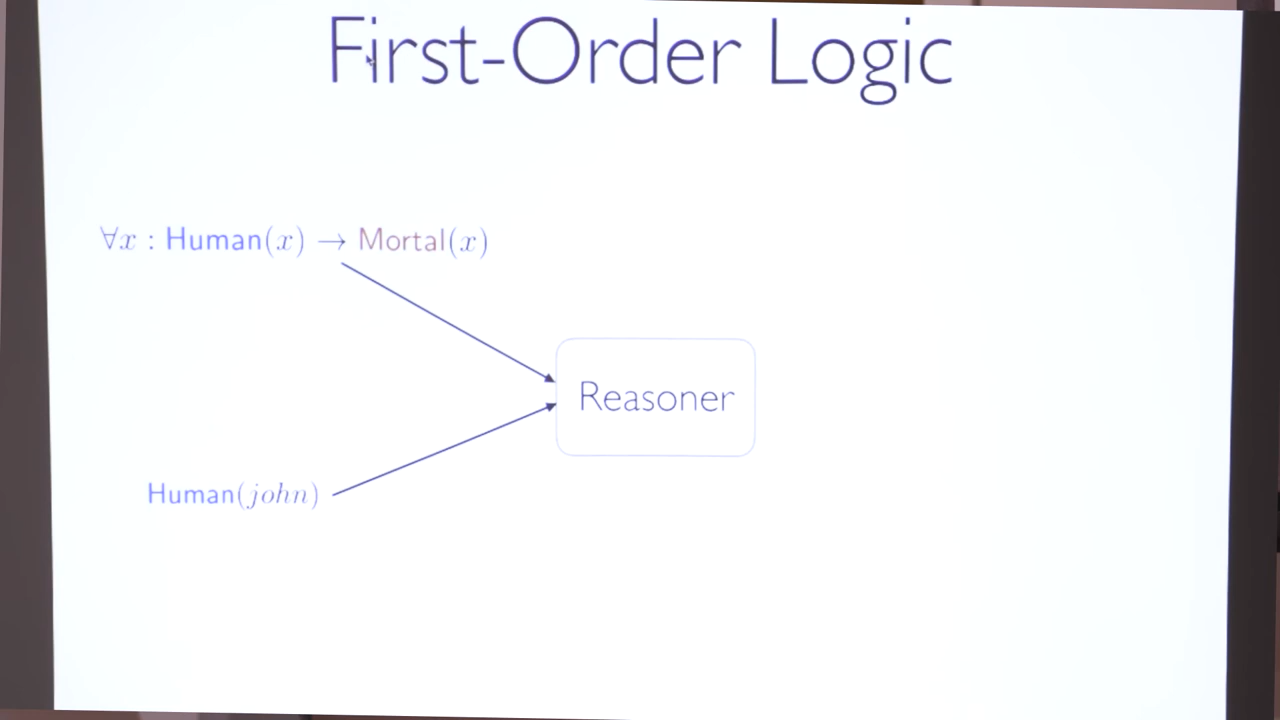 First-Order Logic
∀x : Human(x) → Mortal(x)
Reasoner
Human(john)